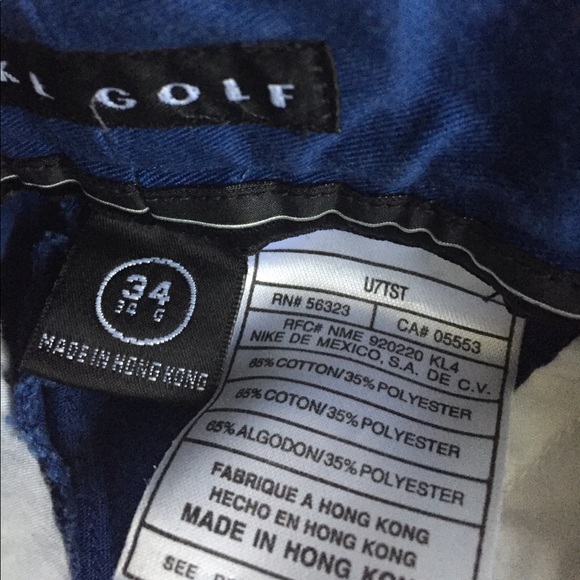 GOLF
34
MADE IN HONG KONG
U7TST
RN# 56323
CA# 05553
RFC# NME 920220 KL4
NIKE DE MEXICO, S.A. DE C.V.
65% COTTON/35% POLYESTER
65% COTON/35% POLYESTER
65% ALGODON/35% POLYESTER
FABRIQUE A HONG KONG
HECHO EN HONG KONG
MADE IN HONG KO
SEE